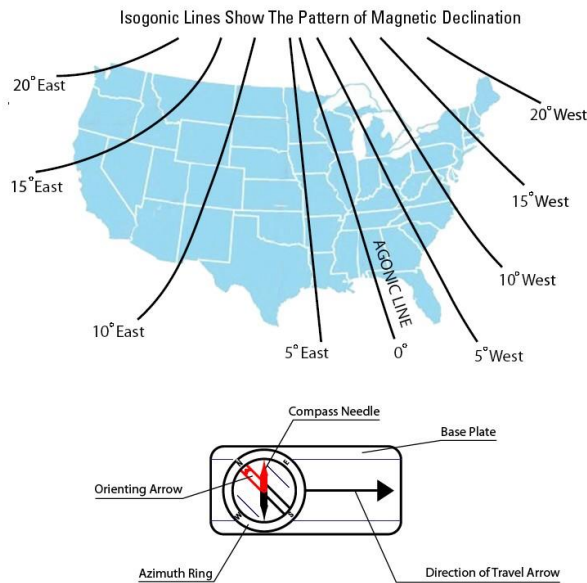 Isogonic Lines Show The Pattern of Magnetic Declination
20° East
15° East
10° East
5° East
0°
AGONIC LINE
5° West
10° West
15° West
20° West
Compass Needle
Base Plate
Orienting Arrow
N
E
S
W
Azimuth Ring
Direction of Travel Arrow